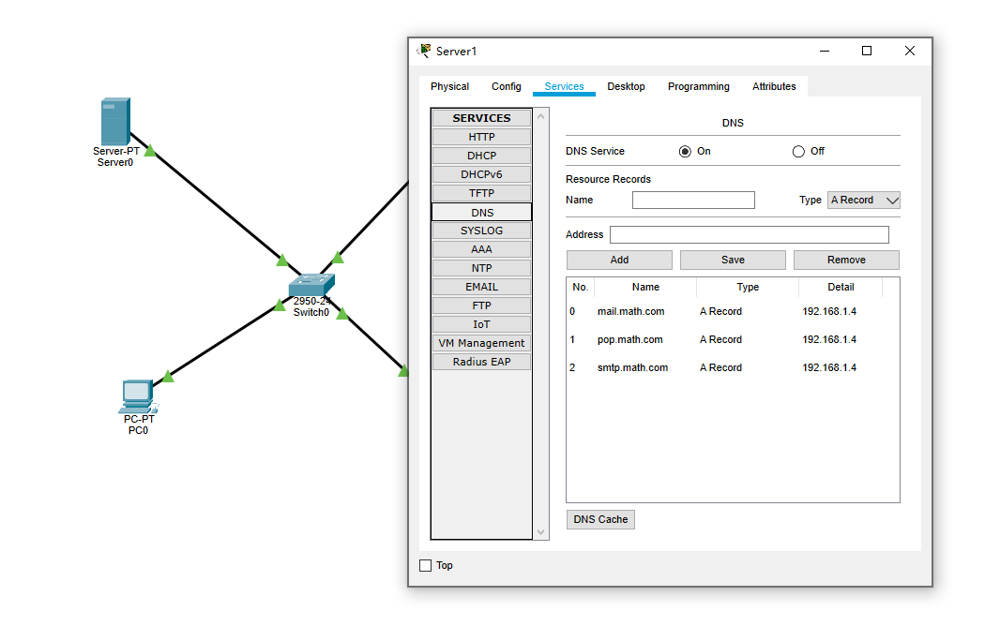 Server1
Physical Config Services Desktop Programming Attributes
SERVICES
HTTP
DHCP
DHCPv6
TFTP
DNS
SYSLOG
AAA
NTP
EMAIL
FTP
IoT
VM Management
Radius EAP
DNS
DNS Service On Off
Resource Records
Name Type A Record
Address
Add Save Remove
No. Name Type Detail
0 mail.math.com A Record 192.168.1.4
1 pop.math.com A Record 192.168.1.4
2 smtp.math.com A Record 192.168.1.4
DNS Cache
Top
Server-PT
Server0
2950-24
Switch0
PC-PT
PC0